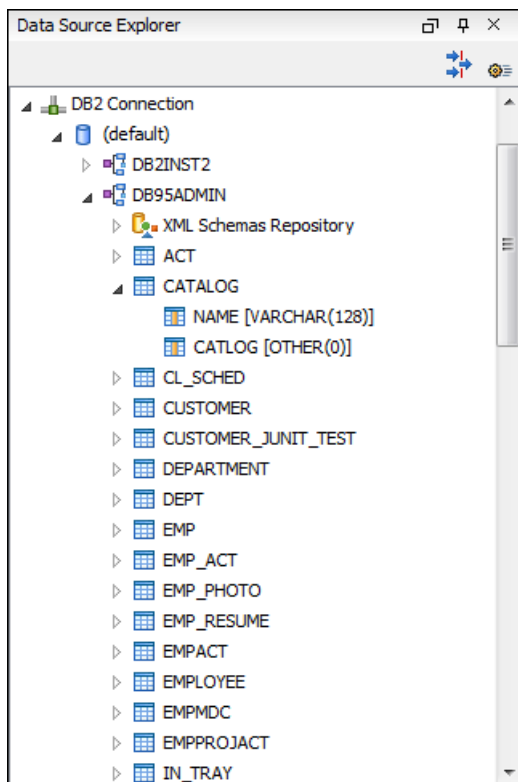 Data Source Explorer
DB2 Connection
(default)
DB2INST2
DB95ADMIN
XML Schemas Repository
ACT
CATALOG
NAME [VARCHAR(128)]
CATLOG [OTHER(0)]
CL_SCHED
CUSTOMER
CUSTOMER_JUNIT_TEST
DEPARTMENT
DEPT
EMP
EMP_ACT
EMP_PHOTO
EMP_RESUME
EMPACT
EMPLOYEE
EMPMDC
EMPPROJACT
IN_TRAY